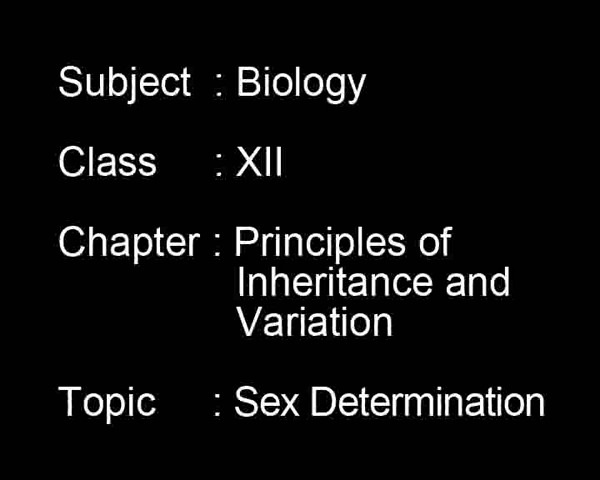 Subject : Biology
Class : XII
Chapter : Principles of
Inheritance and
Variation
Topic : Sex Determination